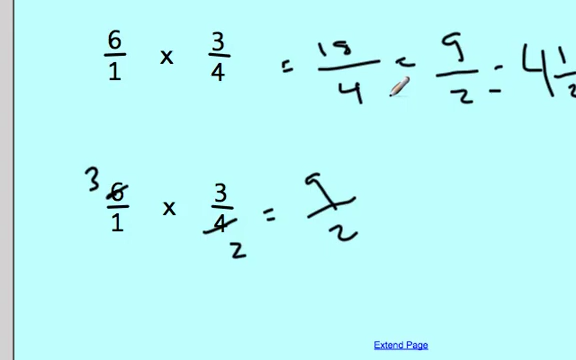 6/1 x 3/4 = 18/4 = 9/2 = 4 1/2
3 6/1 x 3/4 2 = 9/2
Extend Page